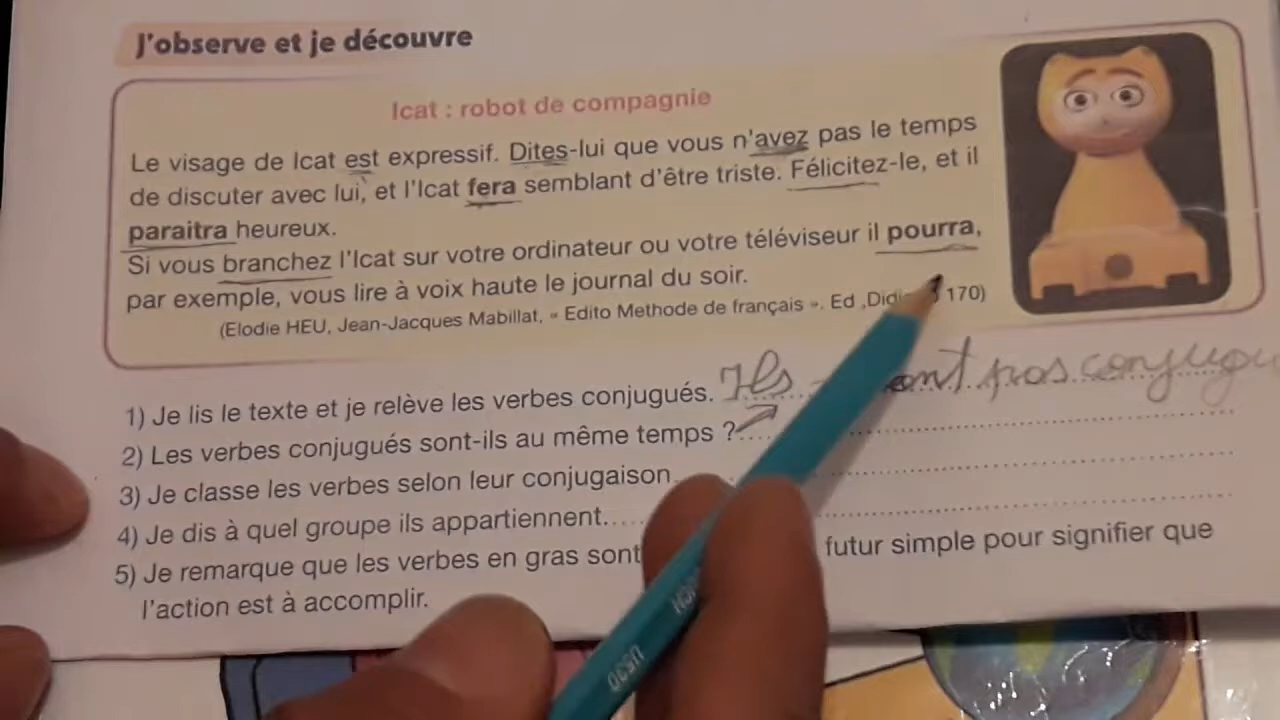 J'observe et je découvre
Icat : robot de compagnie
Le visage de Icat est expressif. Dites-lui que vous n'avez pas le temps
de discuter avec lui, et l'Icat fera semblant d'être triste. Félicitez-le, et il
paraitra heureux.
Si vous branchez l'Icat sur votre ordinateur ou votre téléviseur il pourra,
par exemple, vous lire à voix haute le journal du soir.
(Elodie HEU, Jean-Jacques Mabillat, « Edito Methode de français ». Ed ,Didi 170)
1) Je lis le texte et je relève les verbes conjugués. Ils pas conjugu
2) Les verbes conjugués sont-ils au même temps ?
3) Je classe les verbes selon leur conjugaison
4) Je dis à quel groupe ils appartiennent.
5) Je remarque que les verbes en gras sont futur simple pour signifier que
l'action est à accomplir.
U530